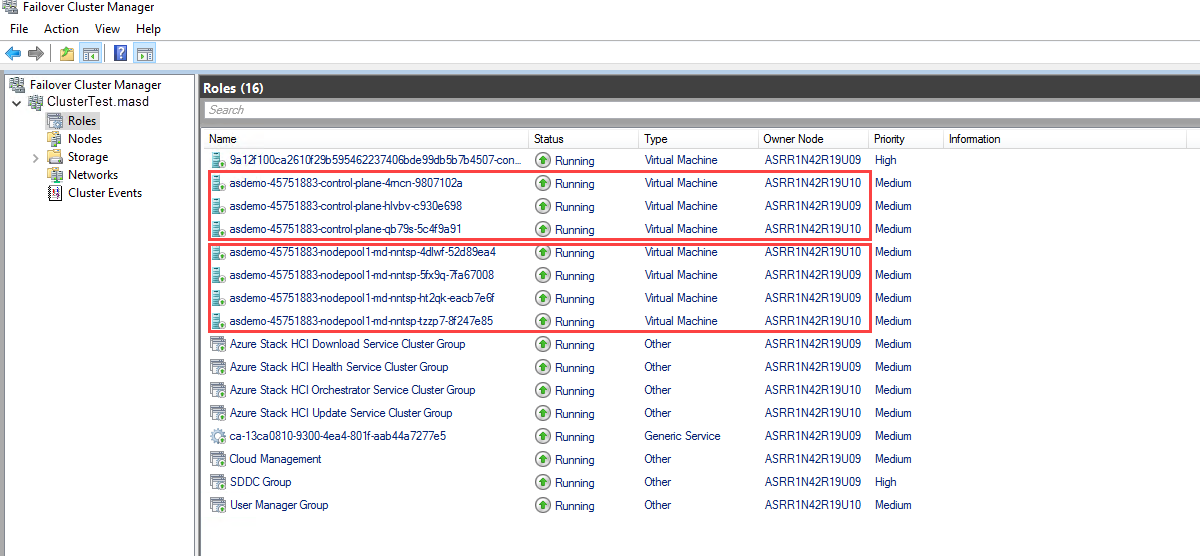 Failover Cluster Manager
File Action View Help
Failover Cluster Manager
ClusterTest.masd
Roles
Nodes
Storage
Networks
Cluster Events
Roles (16)
Search
Name Status Type Owner Node Priority Information
9a12f100ca2610f29b595462237406bde99db5b7b4507-con... Running Virtual Machine ASRR1N42R19U09 High
asdemo-45751883-control-plane-4mcn-9807102a Running Virtual Machine ASRR1N42R19U10 Medium
asdemo-45751883-control-plane-hlvbv-c930e698 Running Virtual Machine ASRR1N42R19U09 Medium
asdemo-45751883-control-plane-qb79s-5c4f9a91 Running Virtual Machine ASRR1N42R19U10 Medium
asdemo-45751883-nodepool1-md-nntsp-4dlwf-52d89ea4 Running Virtual Machine ASRR1N42R19U10 Medium
asdemo-45751883-nodepool1-md-nntsp-5fx9q-7fa67008 Running Virtual Machine ASRR1N42R19U09 Medium
asdemo-45751883-nodepool1-md-nntsp-ht2qk-eacb7e6f Running Virtual Machine ASRR1N42R19U09 Medium
asdemo-45751883-nodepool1-md-nntsp-tzzp7-8f247e85 Running Virtual Machine ASRR1N42R19U10 Medium
Azure Stack HCI Download Service Cluster Group Running Other ASRR1N42R19U09 Medium
Azure Stack HCI Health Service Cluster Group Running Other ASRR1N42R19U09 Medium
Azure Stack HCI Orchestrator Service Cluster Group Running Other ASRR1N42R19U10 Medium
Azure Stack HCI Update Service Cluster Group Running Other ASRR1N42R19U10 Medium
ca-13ca0810-9300-4ea4-801f-aab44a7277e5 Running Generic Service ASRR1N42R19U09 Medium
Cloud Management Running Other ASRR1N42R19U09 Medium
SDDC Group Running Other ASRR1N42R19U09 High
User Manager Group Running Other ASRR1N42R19U10 Medium